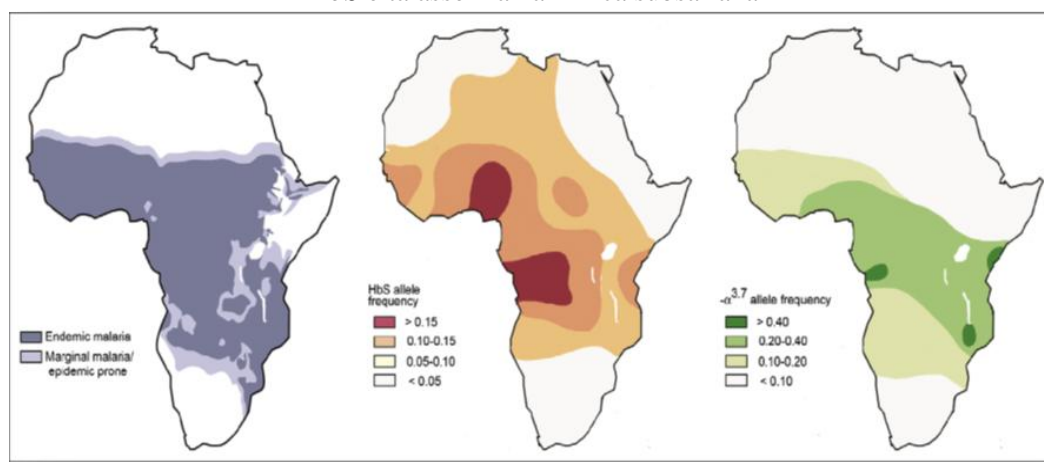 Endemic malaria
Marginal malaria/
epidemic prone
HbS allele
frequency
> 0.15
0.10-0.15
0.05-0.10
< 0.05
-α3.7 allele frequency
> 0.40
0.20-0.40
0.10-0.20
< 0.10